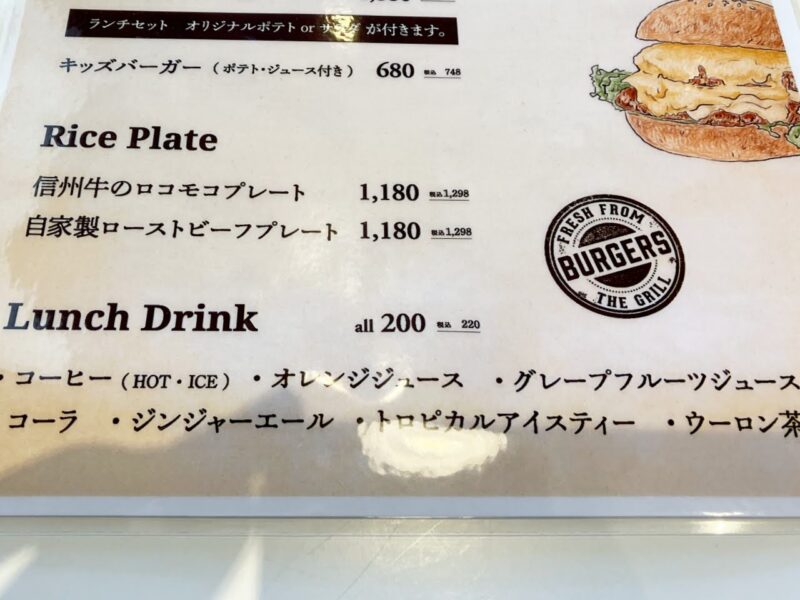 ランチセット オリジナルポテト or サラダ が付きます。
キッズバーガー（ポテト・ジュース付き） 680 税込 748
Rice Plate
信州牛のロコモコプレート 1,180 税込1,298
自家製ローストビーフプレート 1,180 税込1,298
FRESH FROM
BURGERS
THE GRILL
Lunch Drink all 200 税込 220
・コーヒー（HOT・ICE） ・オレンジジュース ・グレープフルーツジュース
コーラ ・ジンジャーエール ・トロピカルアイスティー ・ウーロン茶